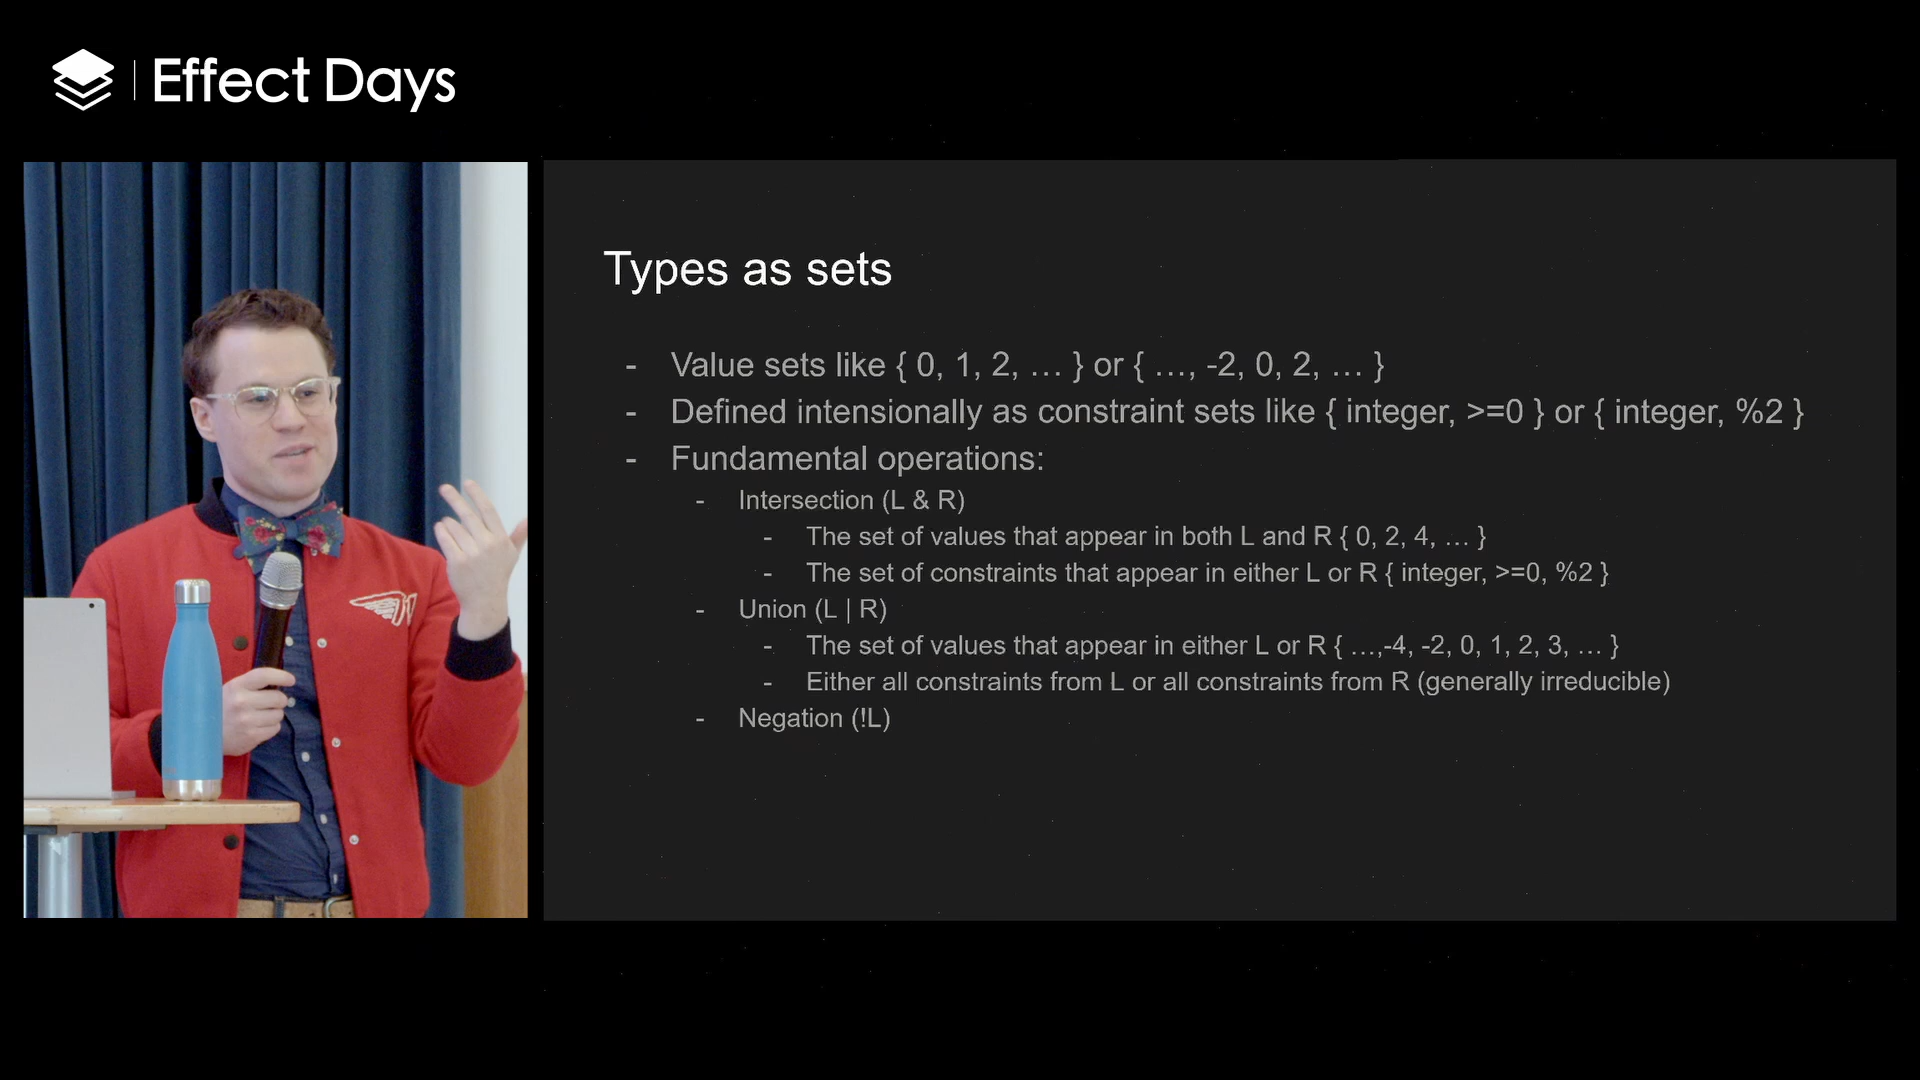 Effect Days
Types as sets
- Value sets like { 0, 1, 2, … } or { …, -2, 0, 2, … }
- Defined intensionally as constraint sets like { integer, >=0 } or { integer, %2 }
- Fundamental operations:
- Intersection (L & R)
- The set of values that appear in both L and R { 0, 2, 4, … }
- The set of constraints that appear in either L or R { integer, >=0, %2 }
- Union (L | R)
- The set of values that appear in either L or R { …,-4, -2, 0, 1, 2, 3, … }
- Either all constraints from L or all constraints from R (generally irreducible)
- Negation (!L)